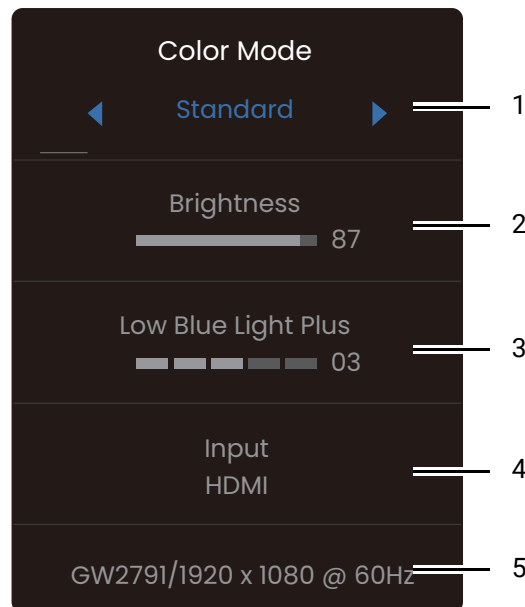 Color Mode
Standard 1
Brightness 2
87
Low Blue Light Plus 3
03
Input 4
HDMI
GW2791/1920 x 1080 @ 60Hz 5